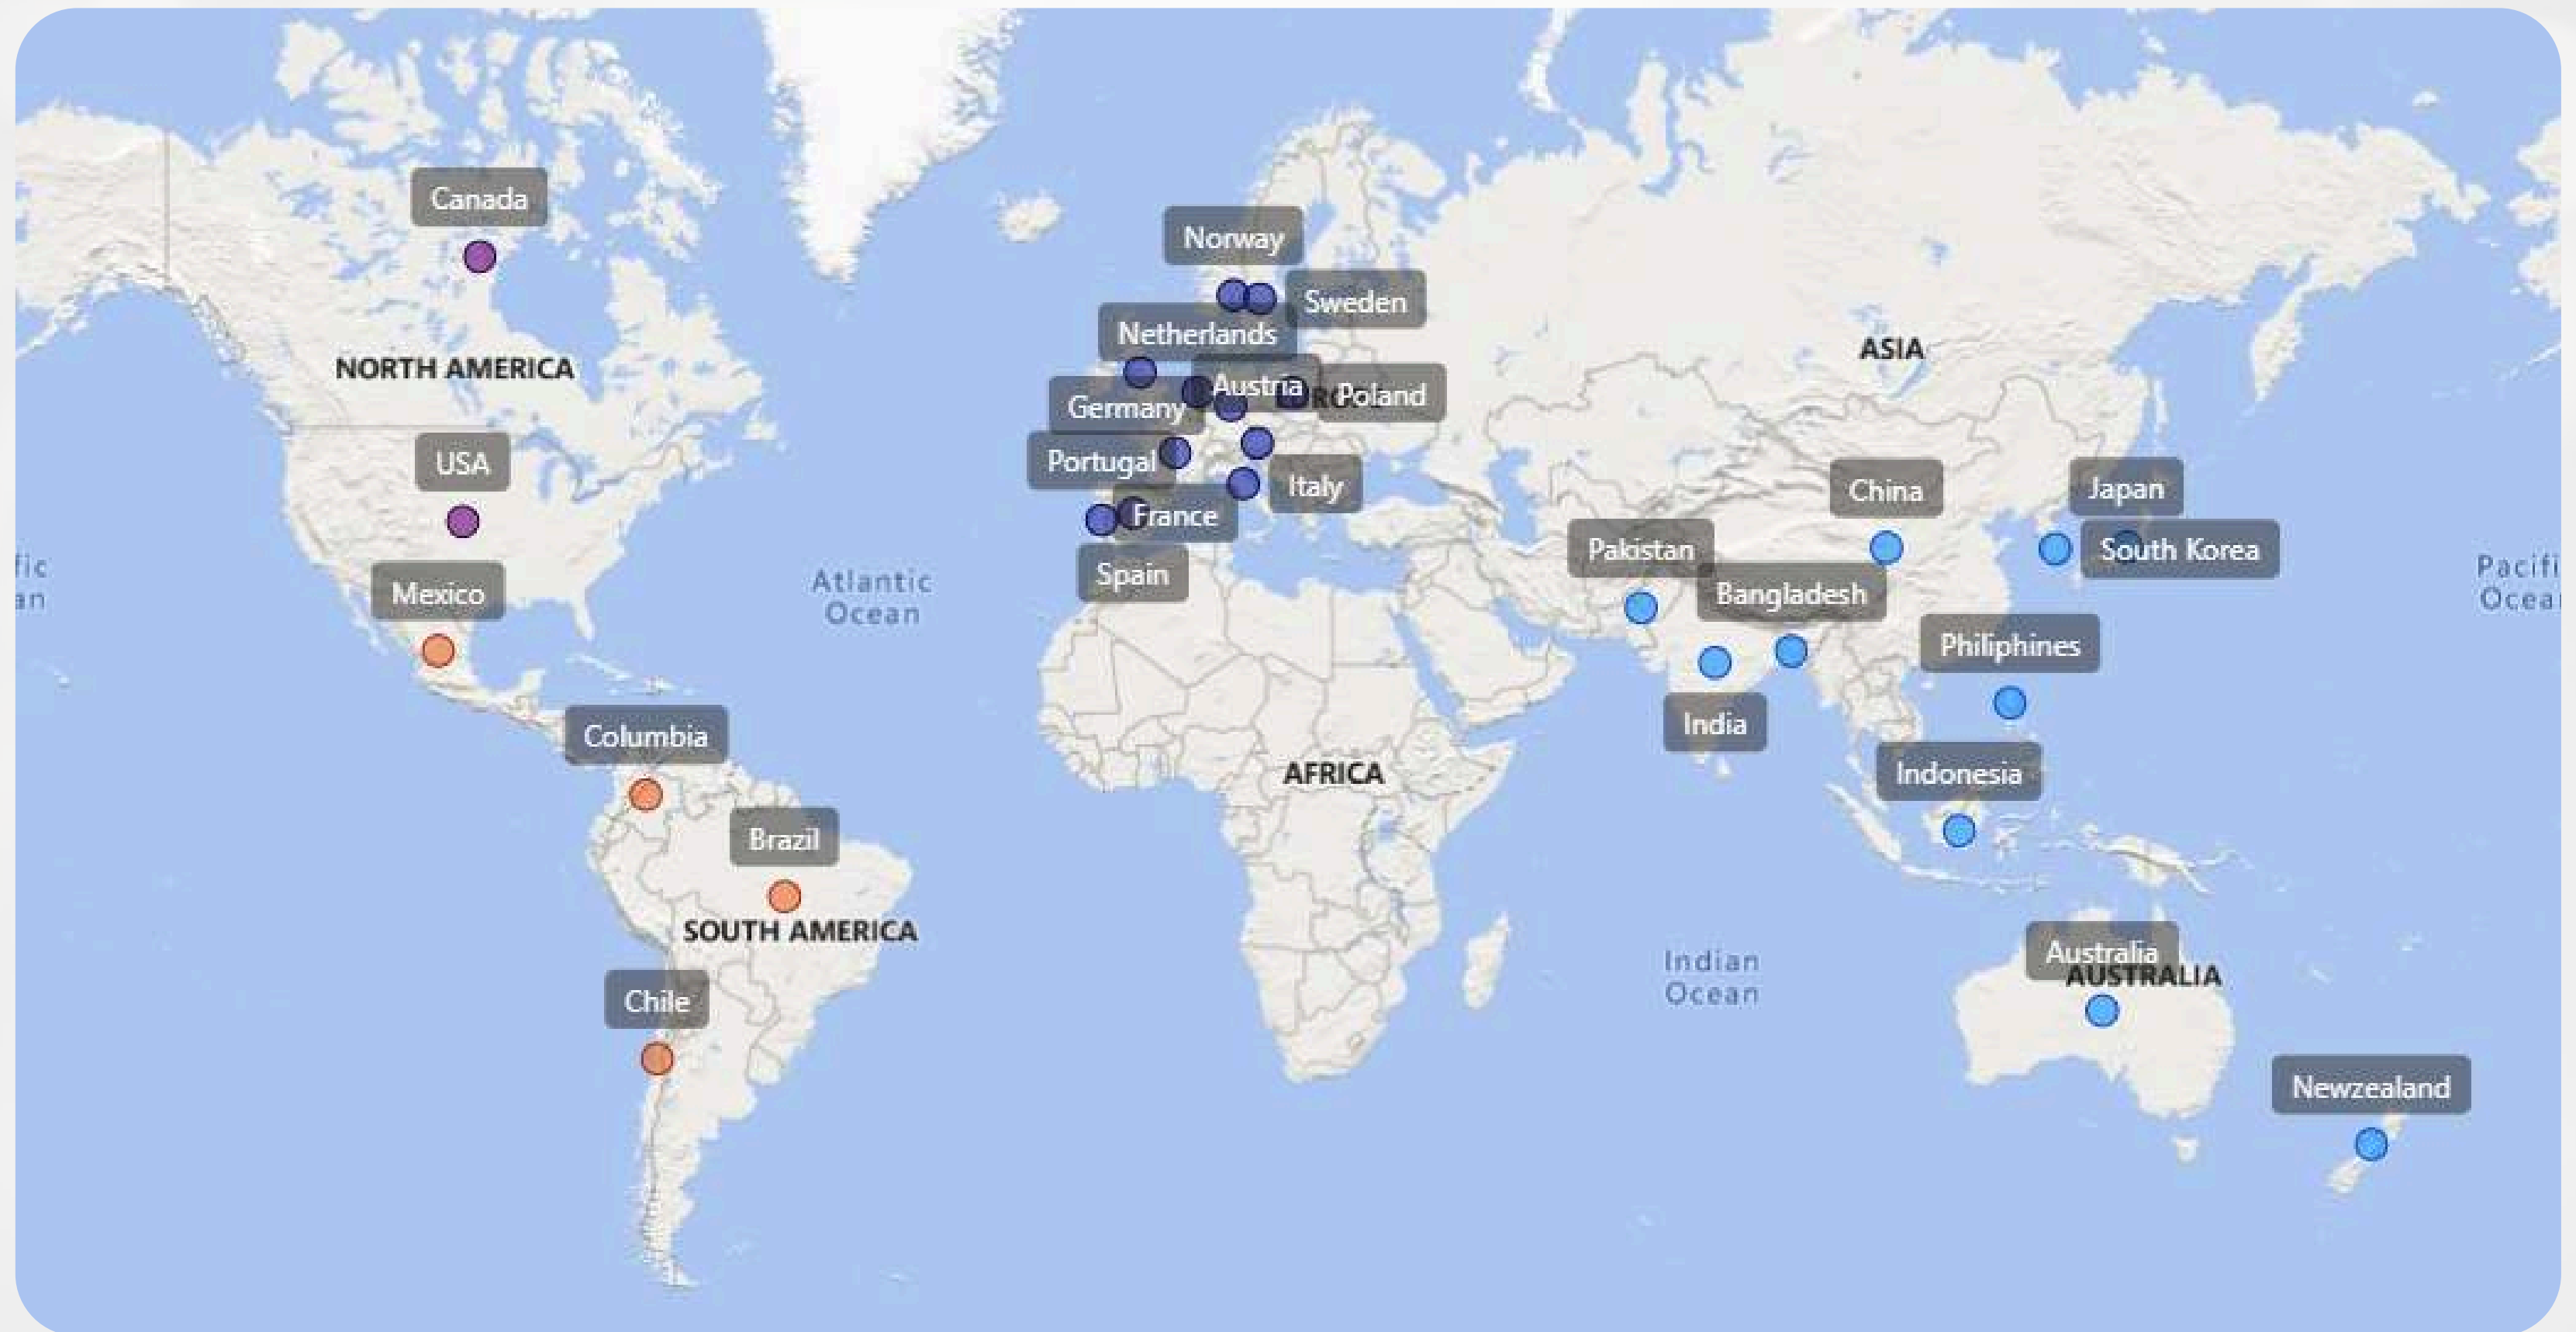 Canada
Norway
Sweden
Netherlands
ASIA
NORTH AMERICA
Austria
Poland
Germany
USA
Portugal
Italy
China
Japan
France
Pakistan
South Korea
Spain
Mexico
Atlantic
Ocean
Bangladesh
Philiphines
India
Columbia
AFRICA
Indonesia
Brazil
SOUTH AMERICA
Australia
AUSTRALIA
Indian
Ocean
Chile
Newzealand